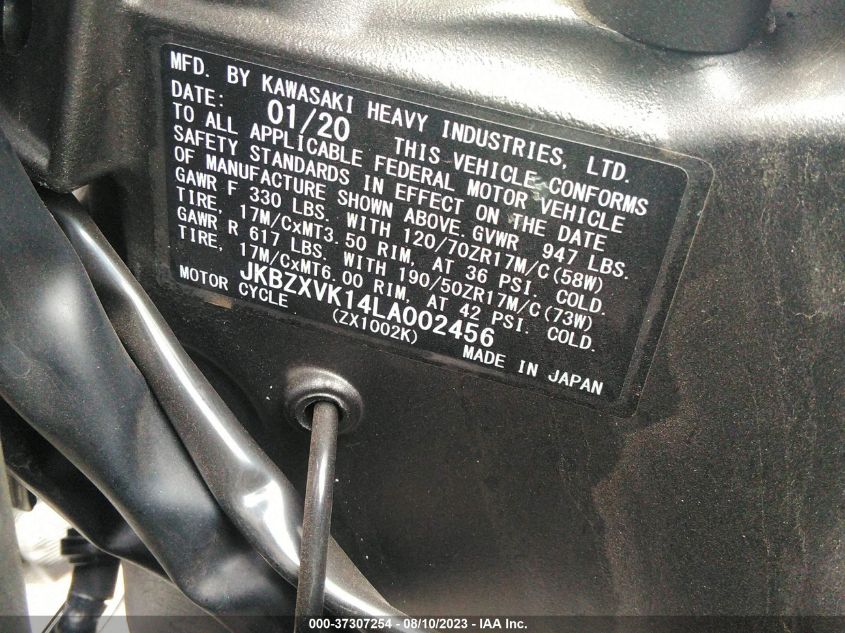 MFD. BY KAWASAKI HEAVY INDUSTRIES, LTD.
DATE: 01/20 THIS VEHICLE CONFORMS
TO ALL APPLICABLE FEDERAL MOTOR VEHICLE
SAFETY STANDARDS IN EFFECT ON THE DATE
OF MANUFACTURE SHOWN ABOVE. GVWR 947 LBS.
GAWR F 330 LBS. WITH 120/70ZR17M/C(58W)
TIRE, 17M/CxMT3.50 RIM, AT 36 PSI. COLD.
GAWR R 617 LBS. WITH 190/50ZR17M/C(73W)
TIRE, 17M/CxMT6.00 RIM, AT 42 PSI. COLD.
JKBZXVK14LA002456
MOTOR CYCLE (ZX1002K) MADE IN JAPAN
000-37307254 - 08/10/2023 - IAA Inc.